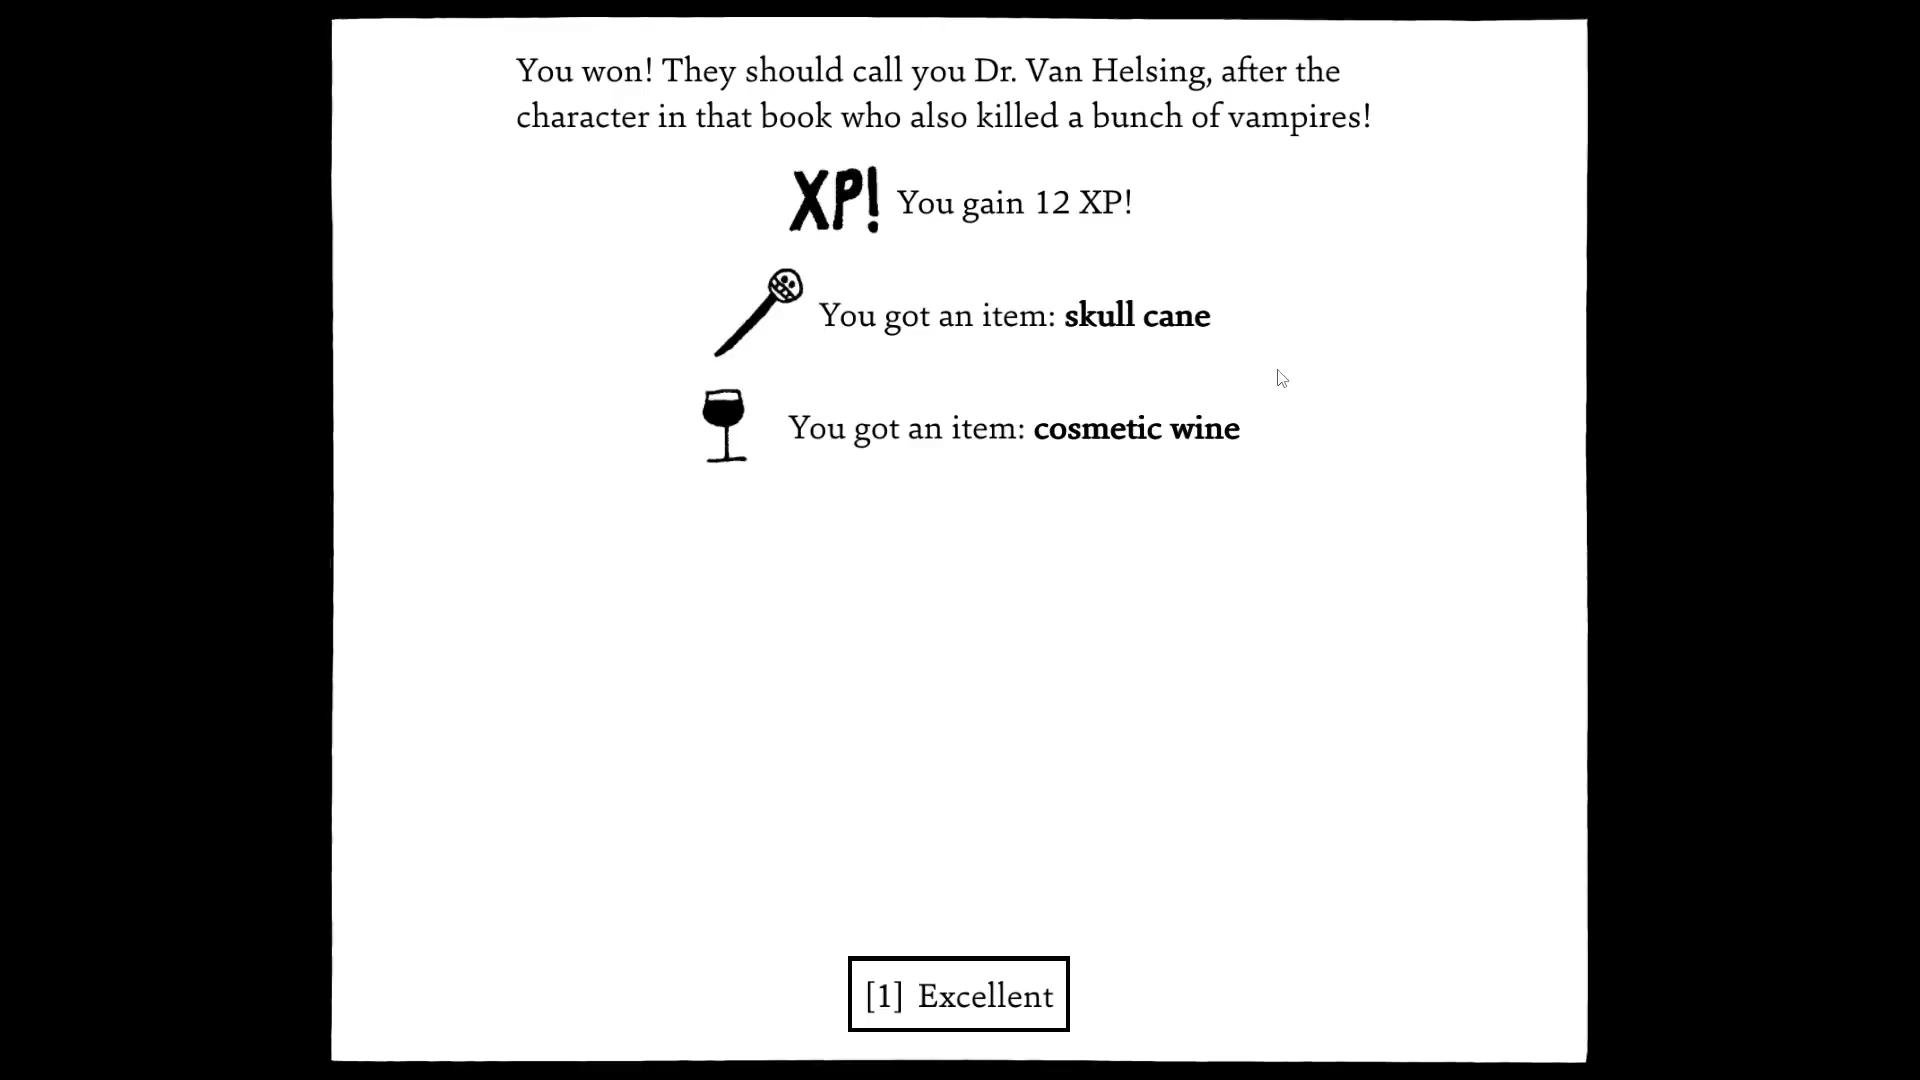 You won! They should call you Dr. Van Helsing, after the
character in that book who also killed a bunch of vampires!
XP! You gain 12 XP!
You got an item: skull cane
You got an item: cosmetic wine
[1] Excellent